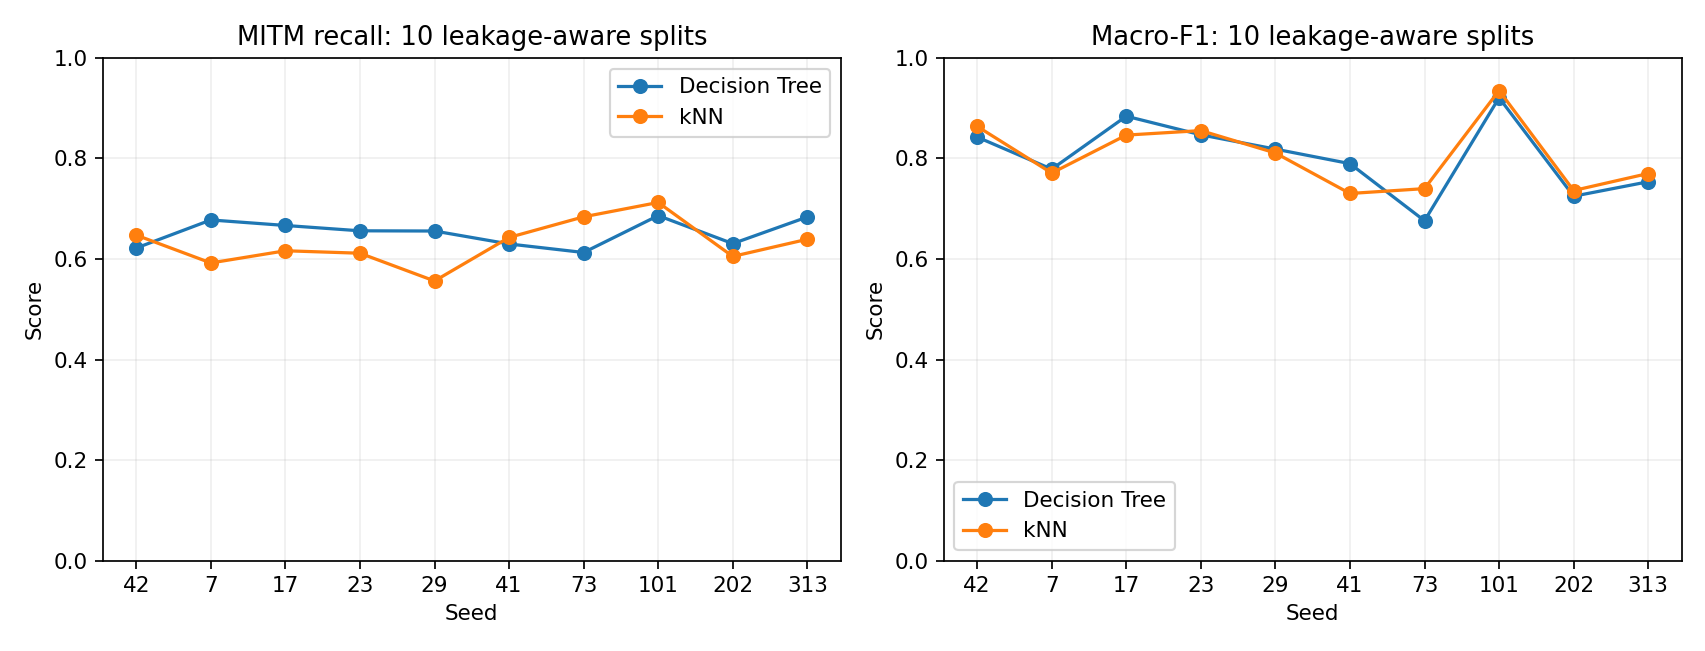 MITM recall: 10 leakage-aware splits
1.0
0.8
0.6
0.4
0.2
0.0
Score
Decision Tree
kNN
42 7 17 23 29 41 73 101 202 313
Seed
Macro-F1: 10 leakage-aware splits
1.0
0.8
0.6
0.4
0.2
0.0
Score
Decision Tree
kNN
42 7 17 23 29 41 73 101 202 313
Seed